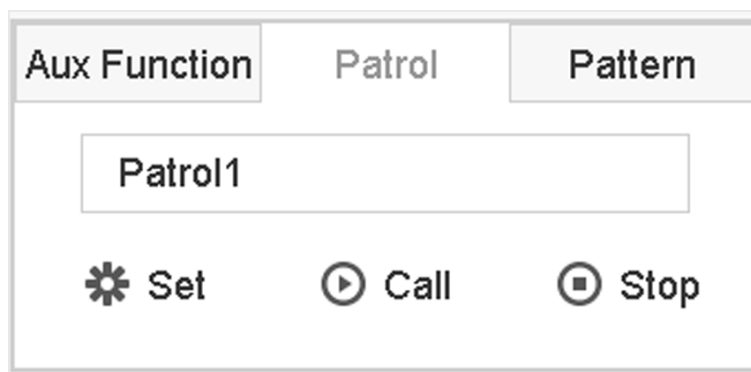 Aux Function Patrol Pattern
Patrol1
Set Call Stop